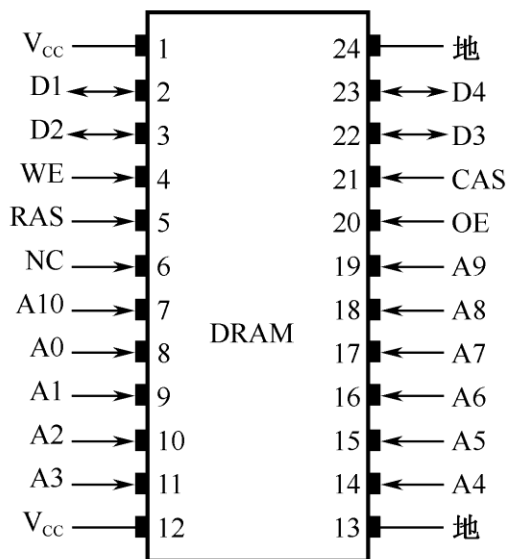 V_CC 1 24 地
D1 2 23 D4
D2 3 22 D3
WE 4 21 CAS
RAS 5 20 OE
NC 6 19 A9
A10 7 18 A8
DRAM
A0 8 17 A7
A1 9 16 A6
A2 10 15 A5
A3 11 14 A4
V_CC 12 13 地